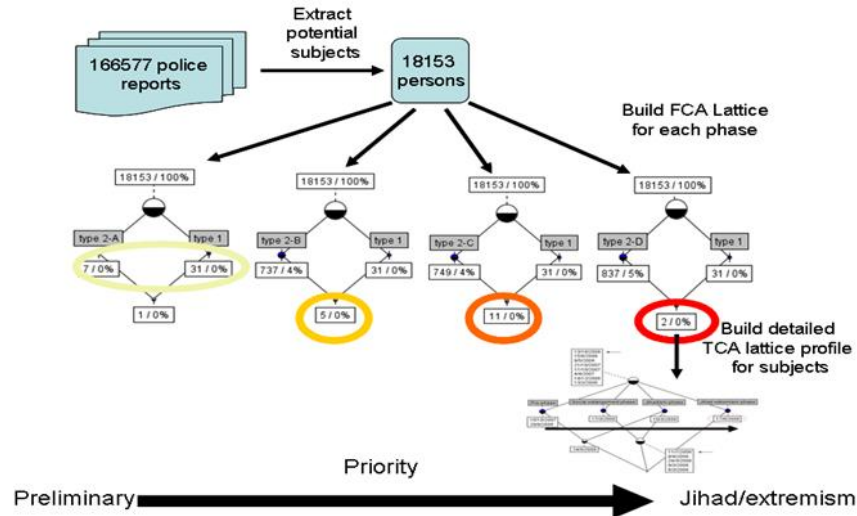 166577 police
reports
Extract
potential
subjects
18153
persons
Build FCA Lattice
for each phase
18153 / 100%
type 2-A
type 1
7 / 0%
31 / 0%
1 / 0%
18153 / 100%
type 2-B
type 1
737 / 4%
31 / 0%
5 / 0%
18153 / 100%
type 2-C
type 1
749 / 4%
31 / 0%
11 / 0%
18153 / 100%
type 2-D
type 1
837 / 5%
31 / 0%
2 / 0%
Build detailed
TCA lattice profile
for subjects
Priority
Preliminary
Jihad/extremism